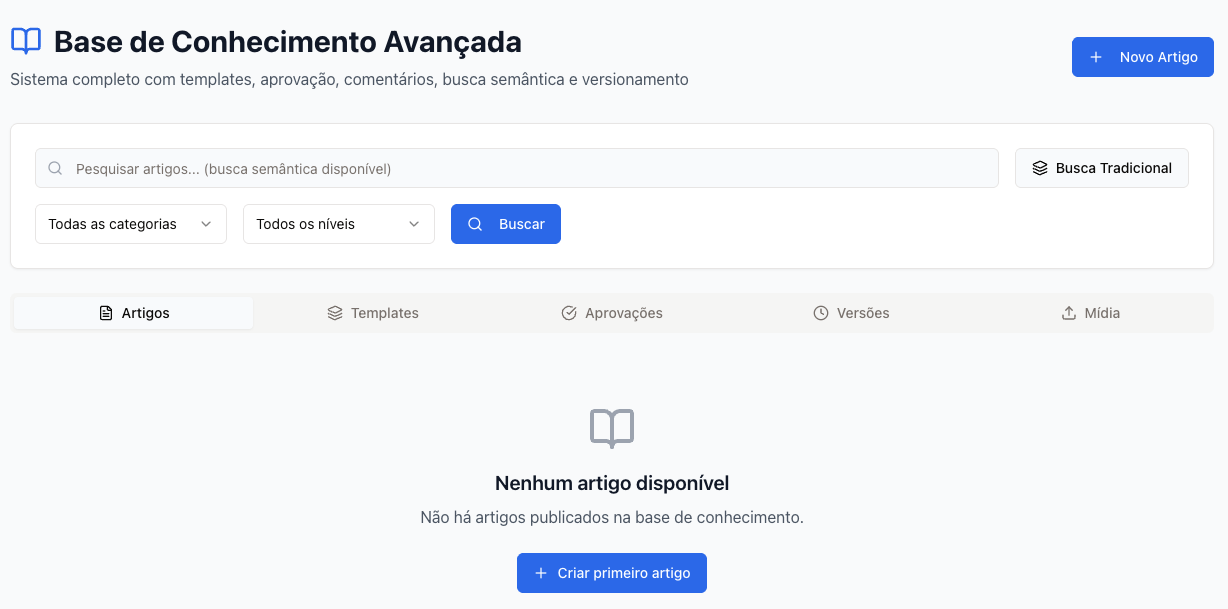 Base de Conhecimento Avançada
Sistema completo com templates, aprovação, comentários, busca semântica e versionamento
Novo Artigo
Pesquisar artigos... (busca semântica disponível)
Busca Tradicional
Todas as categorias
Todos os níveis
Buscar
Artigos
Templates
Aprovações
Versões
Mídia
Nenhum artigo disponível
Não há artigos publicados na base de conhecimento.
Criar primeiro artigo